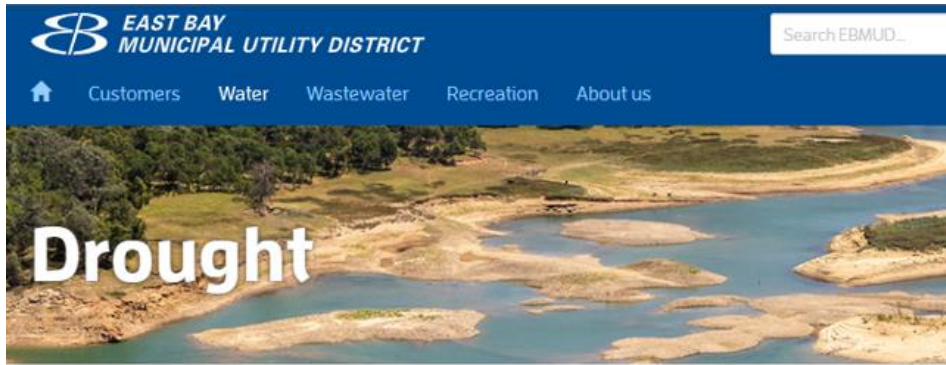 EAST BAY
MUNICIPAL UTILITY DISTRICT
Search EBMUD...
Customers Water Wastewater Recreation About us
Drought